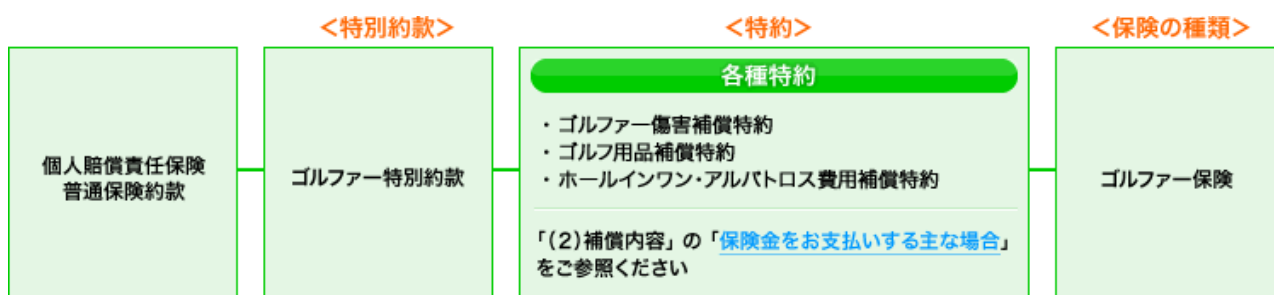 ＜特別約款＞
＜特約＞
＜保険の種類＞
個人賠償責任保険
普通保険約款
ゴルファー特別約款
各種特約
・ゴルファー傷害補償特約
・ゴルフ用品補償特約
・ホールインワン・アルバトロス費用補償特約
「(2)補償内容」の「保険金をお支払いする主な場合」
をご参照ください
ゴルファー保険